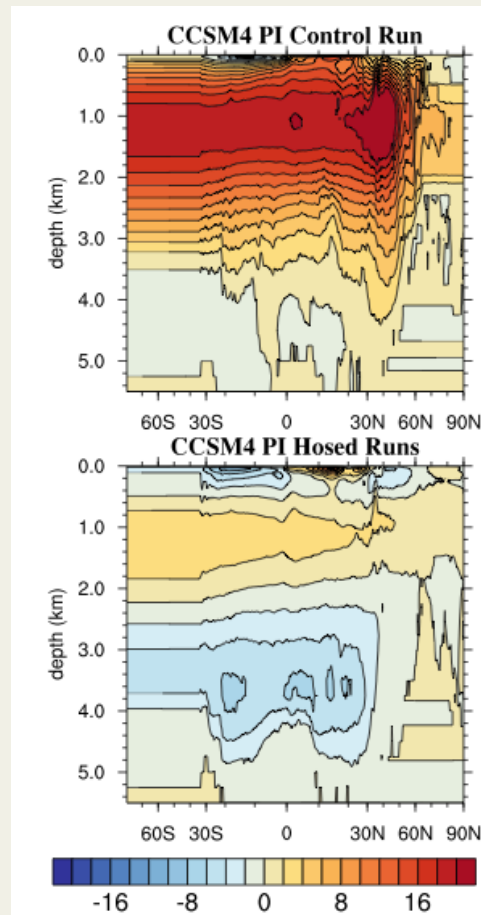 CCSM4 PI Control Run
0.0
1.0
2.0
3.0
4.0
5.0
depth (km)
60S 30S 0 30N 60N 90N
CCSM4 PI Hosed Runs
0.0
1.0
2.0
3.0
4.0
5.0
depth (km)
60S 30S 0 30N 60N 90N
-16 -8 0 8 16